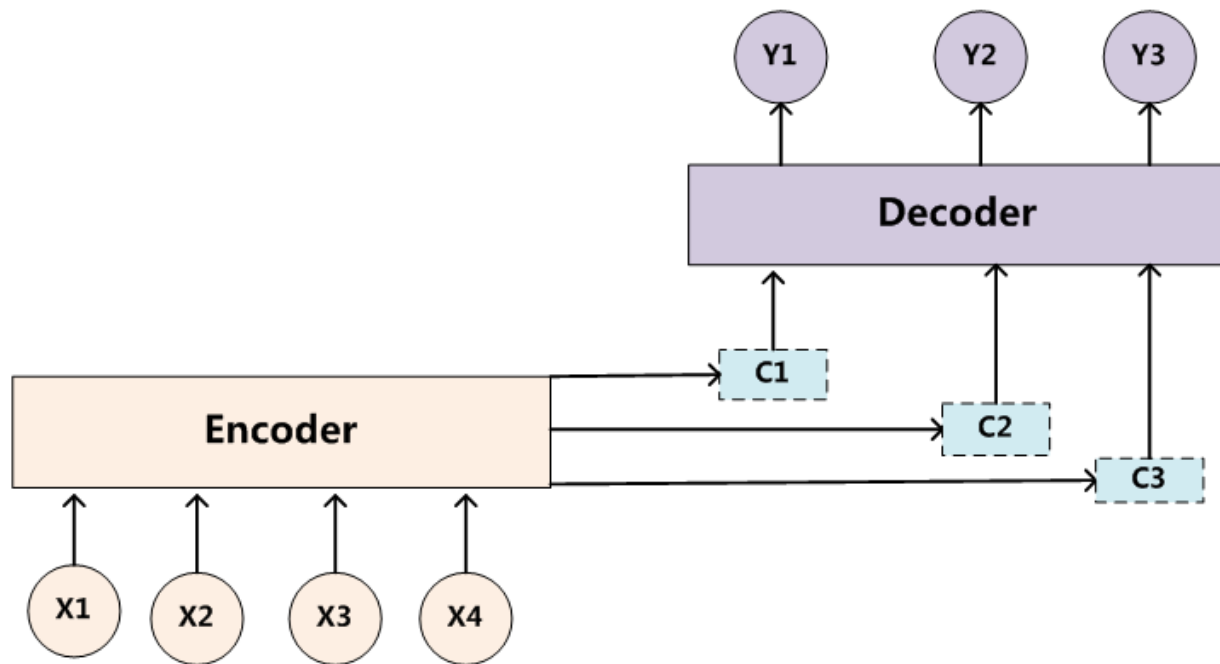 Y1 Y2 Y3
Decoder
C1
Encoder
C2
C3
X1 X2 X3 X4